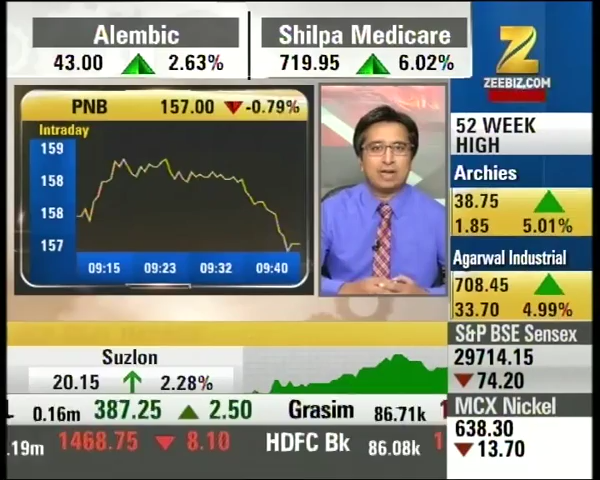 Alembic
43.00 2.63%
Shilpa Medicare
719.95 6.02%
Z
ZEEBIZ.COM
PNB 157.00 -0.79%
Intraday
159
158
158
157
09:15 09:23 09:32 09:40
52 WEEK
HIGH
Archies
38.75
1.85 5.01%
Agarwal Industrial
708.45
33.70 4.99%
S&P BSE Sensex
29714.15
74.20
MCX Nickel
638.30
13.70
Suzlon
20.15 2.28%
0.16m 387.25 2.50 Grasim 86.71k
.19m 1468.75 8.10 HDFC Bk 86.08k